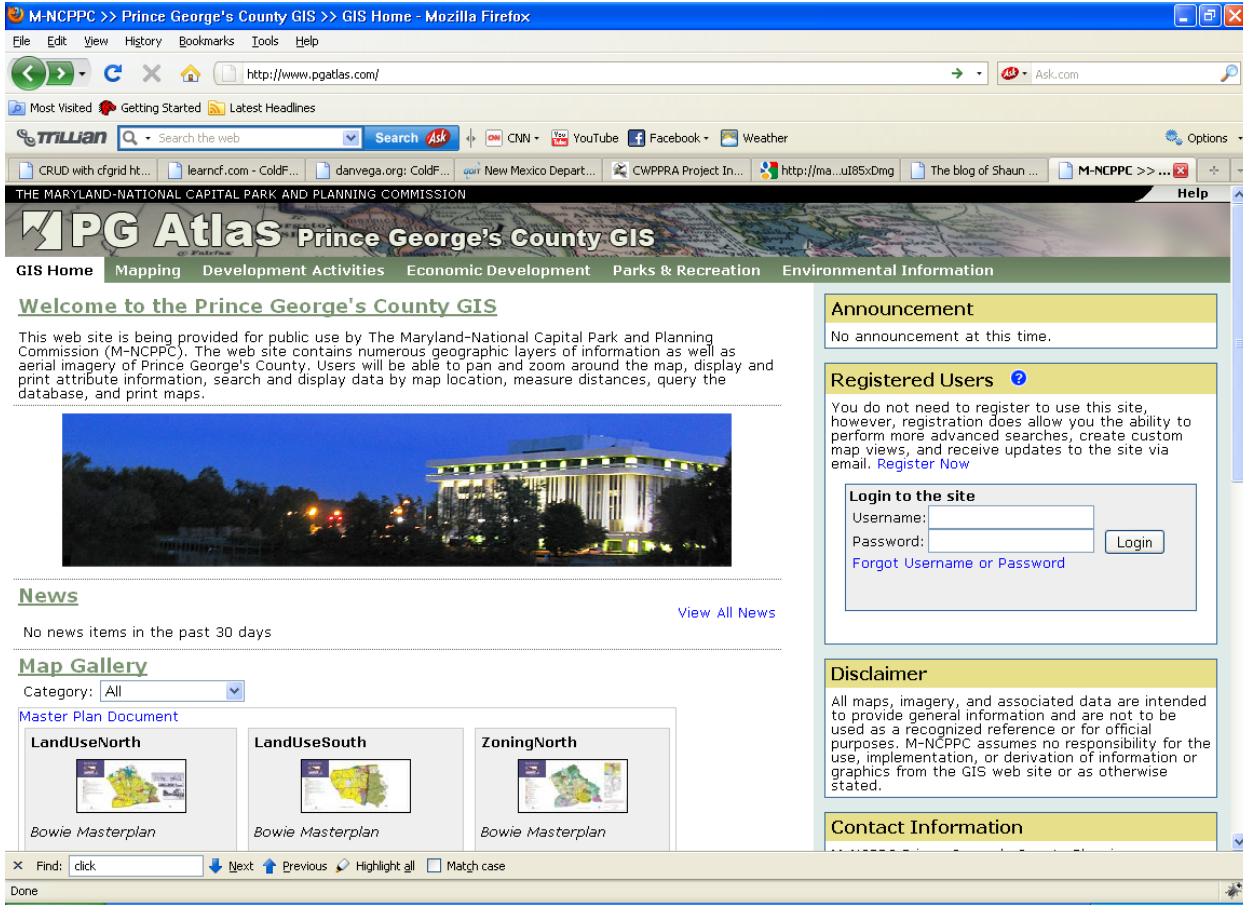 M-NCPPC >> Prince George's County GIS >> GIS Home - Mozilla Firefox
File Edit View History Bookmarks Tools Help
http://www.pgatlas.com/
Ask Ask.com
Most Visited Getting Started Latest Headlines
TRILLIAN Search the web Search Ask CNN YouTube Facebook Weather Options
CRUD with cfgrid ht... learncf.com - ColdF... danvega.org: ColdF... New Mexico Depart... CWPPRA Project In... http://ma...uI85xDmg The blog of Shaun ... M-NCPPC >> ...
THE MARYLAND-NATIONAL CAPITAL PARK AND PLANNING COMMISSION Help
PG Atlas Prince George's County GIS
GIS Home Mapping Development Activities Economic Development Parks & Recreation Environmental Information
Welcome to the Prince George's County GIS
This web site is being provided for public use by The Maryland-National Capital Park and Planning
Commission (M-NCPPC). The web site contains numerous geographic layers of information as well as
aerial imagery of Prince George's County. Users will be able to pan and zoom around the map, display and
print attribute information, search and display data by map location, measure distances, query the
database, and print maps.
News
View All News
No news items in the past 30 days
Map Gallery
Category: All
Master Plan Document
LandUseNorth LandUseSouth ZoningNorth
Bowie Masterplan Bowie Masterplan Bowie Masterplan
Announcement
No announcement at this time.
Registered Users ?
You do not need to register to use this site,
however, registration does allow you the ability to
perform more advanced searches, create custom
map views, and receive updates to the site via
email. Register Now
Login to the site
Username:
Password: Login
Forgot Username or Password
Disclaimer
All maps, imagery, and associated data are intended
to provide general information and are not to be
used as a recognized reference or for official
purposes. M-NCPPC assumes no responsibility for the
use, implementation, or derivation of information or
graphics from the GIS web site or as otherwise
stated.
Contact Information
Find: click Next Previous Highlight all Match case
Done